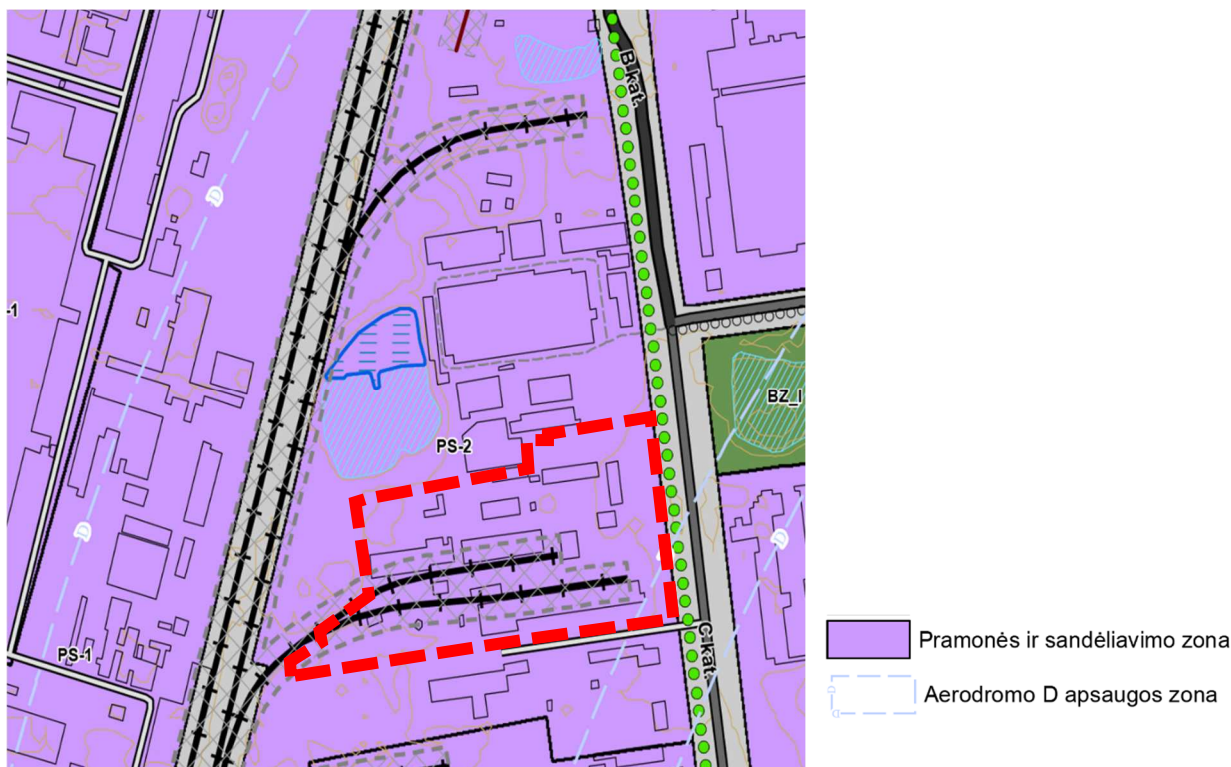 B kat.
D
-1
BZ_I
PS-2
D
D
PS-1
C kat.
Pramonės ir sandėliavimo zona
D
D
Aerodromo D apsaugos zona